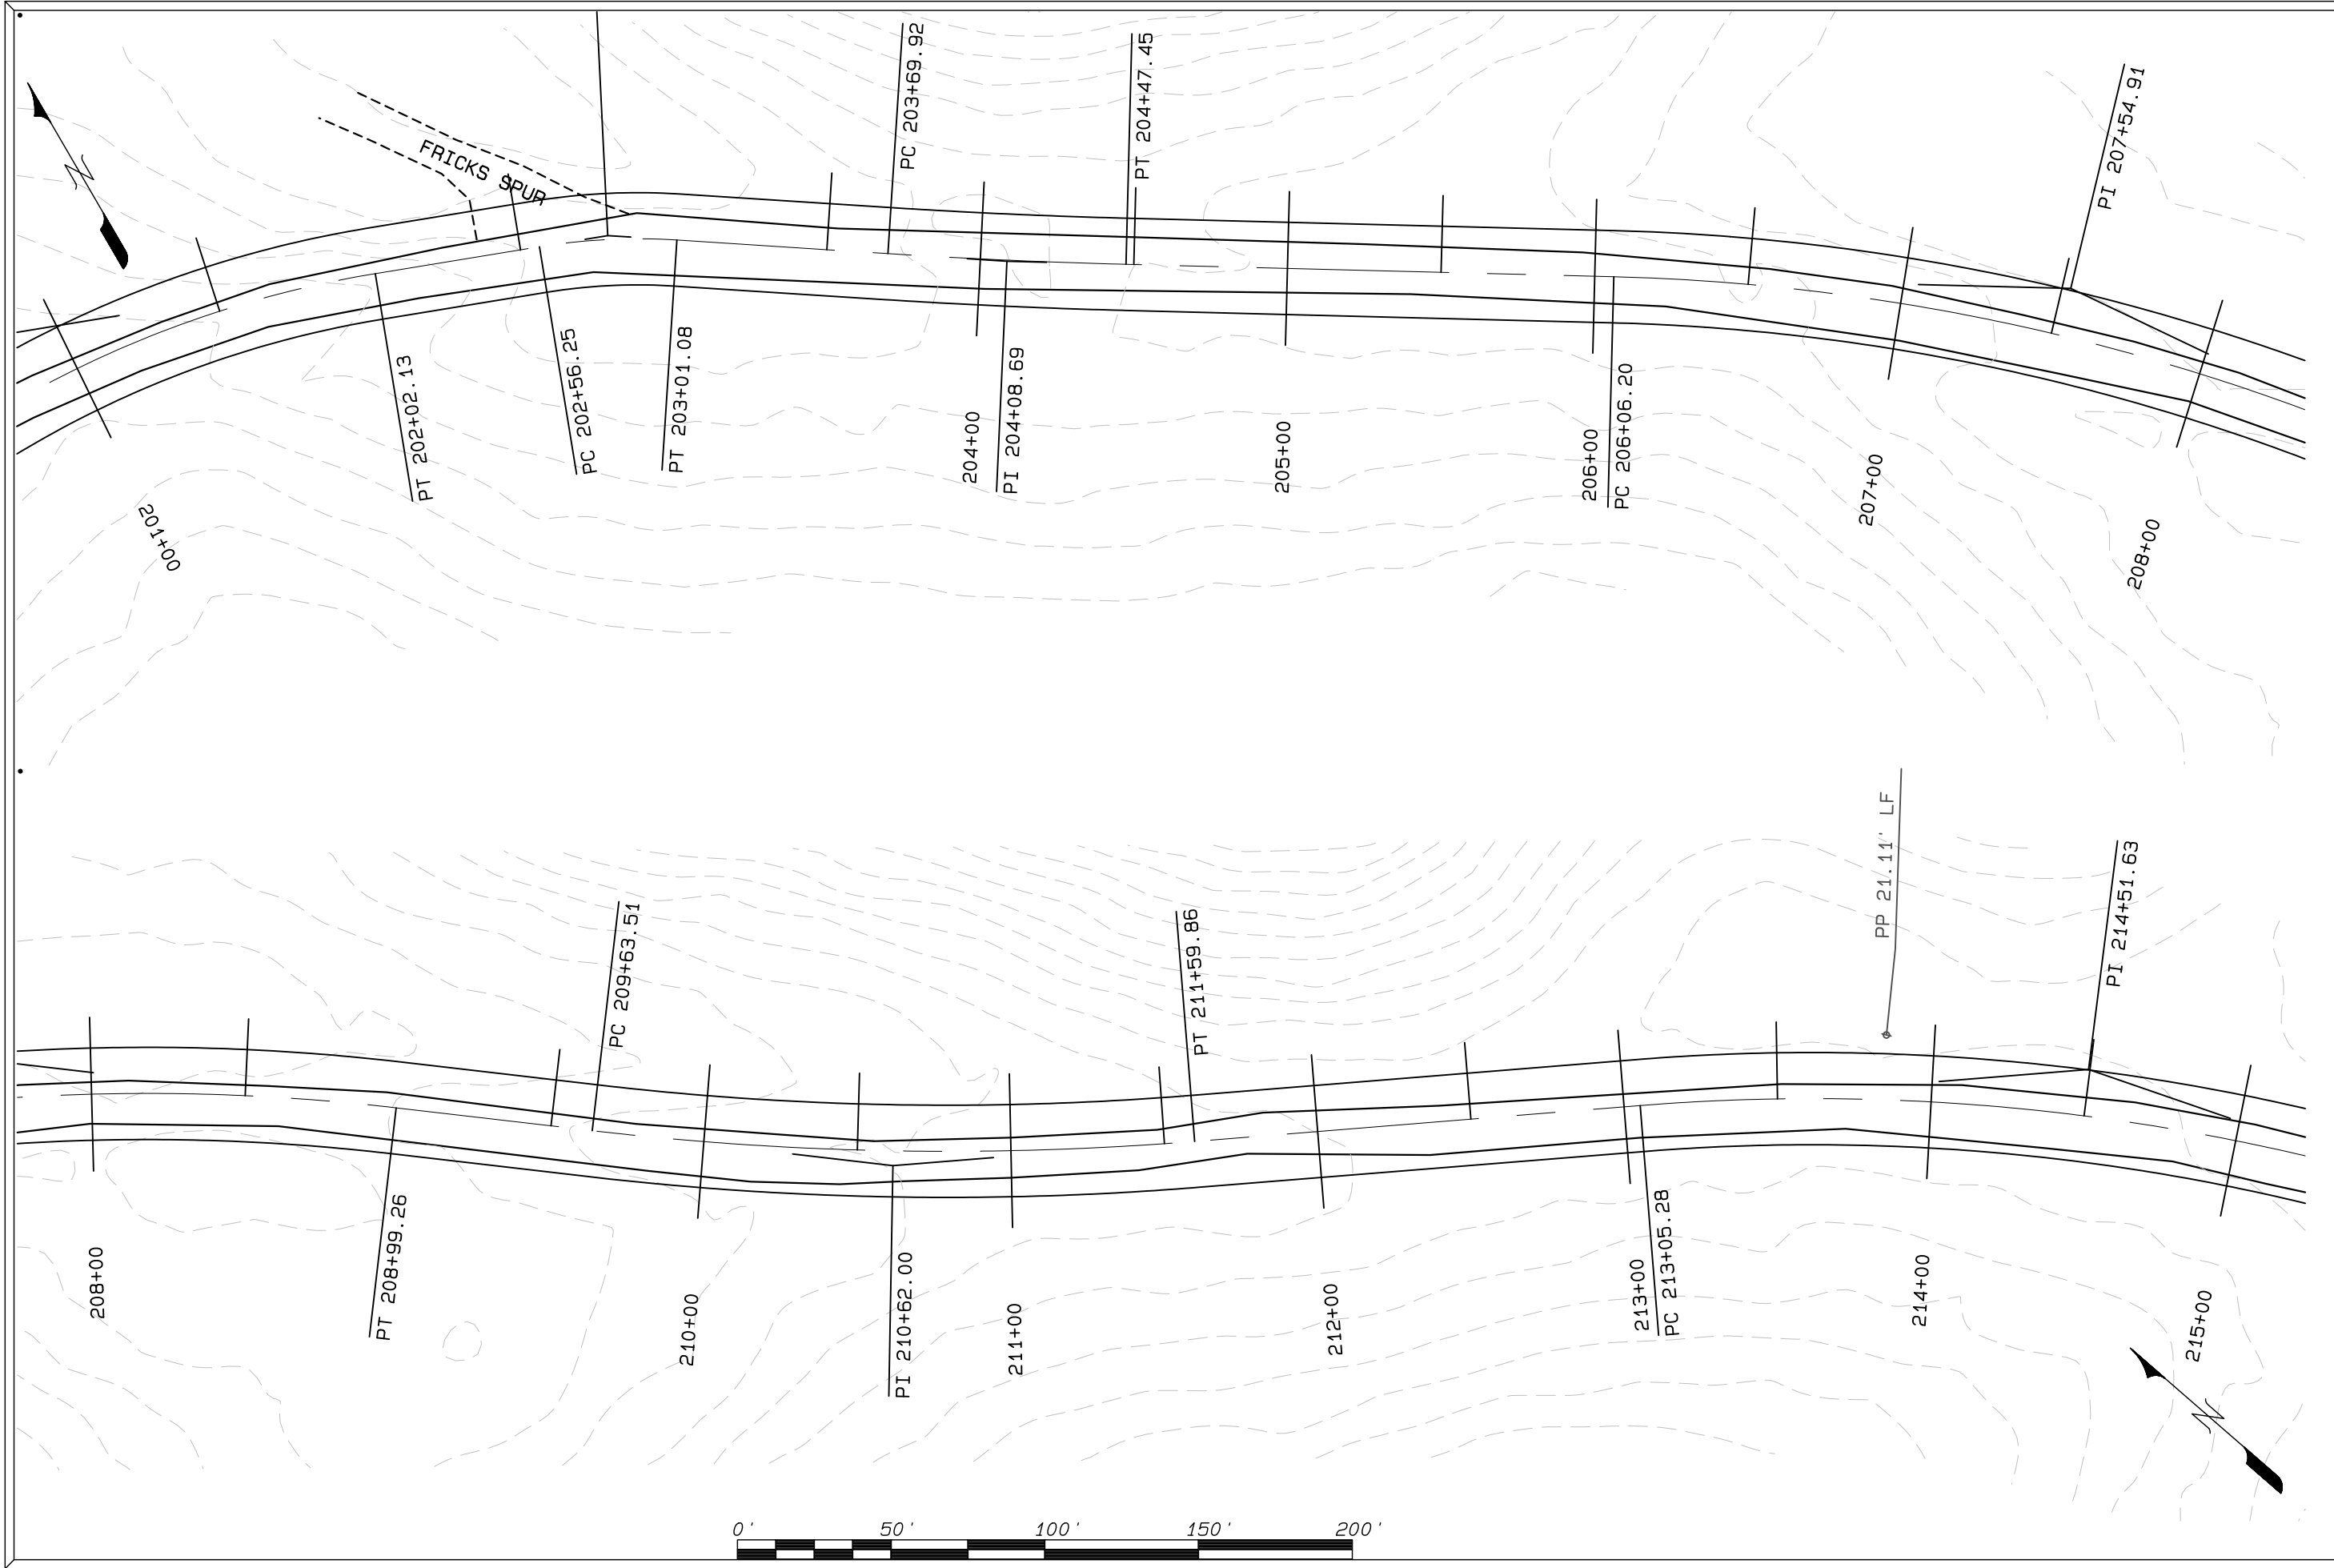 PC 203+69.92
PT 204+47.45
PI 207+54.91
FRICKS SPUR
PT 202+02.13
PC 202+56.25
PT 203+01.08
204+00
PI 204+08.69
205+00
206+00
PC 206+06.20
207+00
201+00
208+00
PP 21.11' LF
PC 209+63.51
PT 211+59.86
PI 214+51.63
208+00
PT 208+99.26
210+00
PI 210+62.00
211+00
212+00
213+00
PC 213+05.28
214+00
215+00
N
N
0' 50' 100' 150' 200'